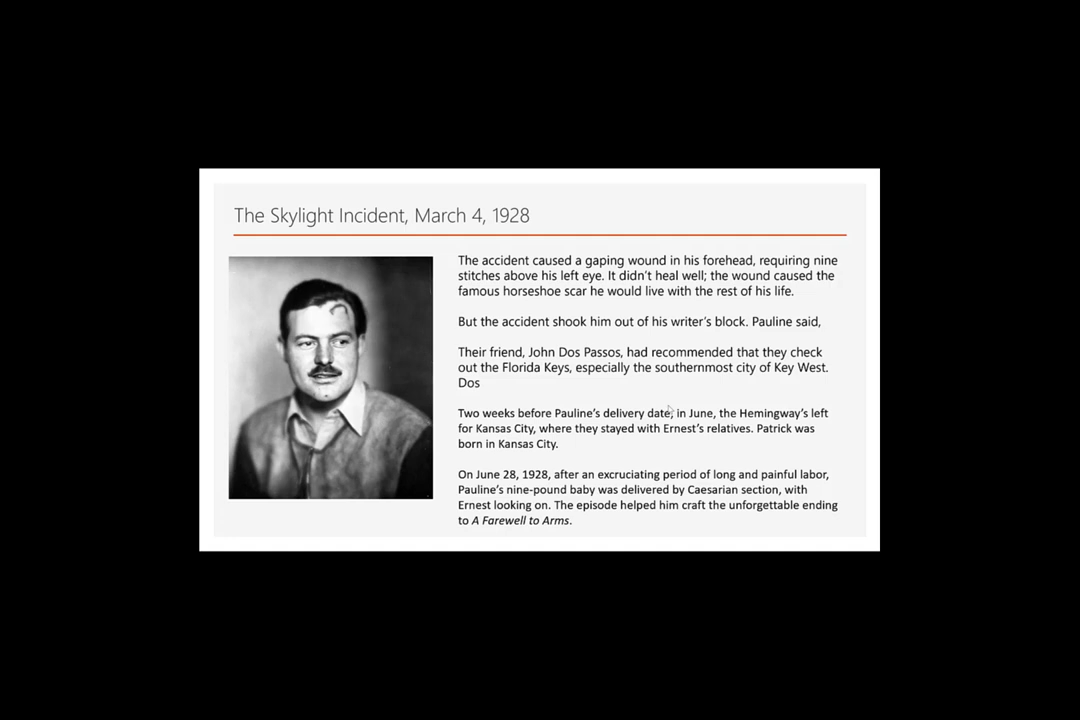 The Skylight Incident, March 4, 1928
The accident caused a gaping wound in his forehead, requiring nine
stitches above his left eye. It didn't heal well; the wound caused the
famous horseshoe scar he would live with the rest of his life.
But the accident shook him out of his writer's block. Pauline said,
Their friend, John Dos Passos, had recommended that they check
out the Florida Keys, especially the southernmost city of Key West.
Dos
Two weeks before Pauline's delivery date, in June, the Hemingway's left
for Kansas City, where they stayed with Ernest's relatives. Patrick was
born in Kansas City.
On June 28, 1928, after an excruciating period of long and painful labor,
Pauline's nine-pound baby was delivered by Caesarian section, with
Ernest looking on. The episode helped him craft the unforgettable ending
to A Farewell to Arms.